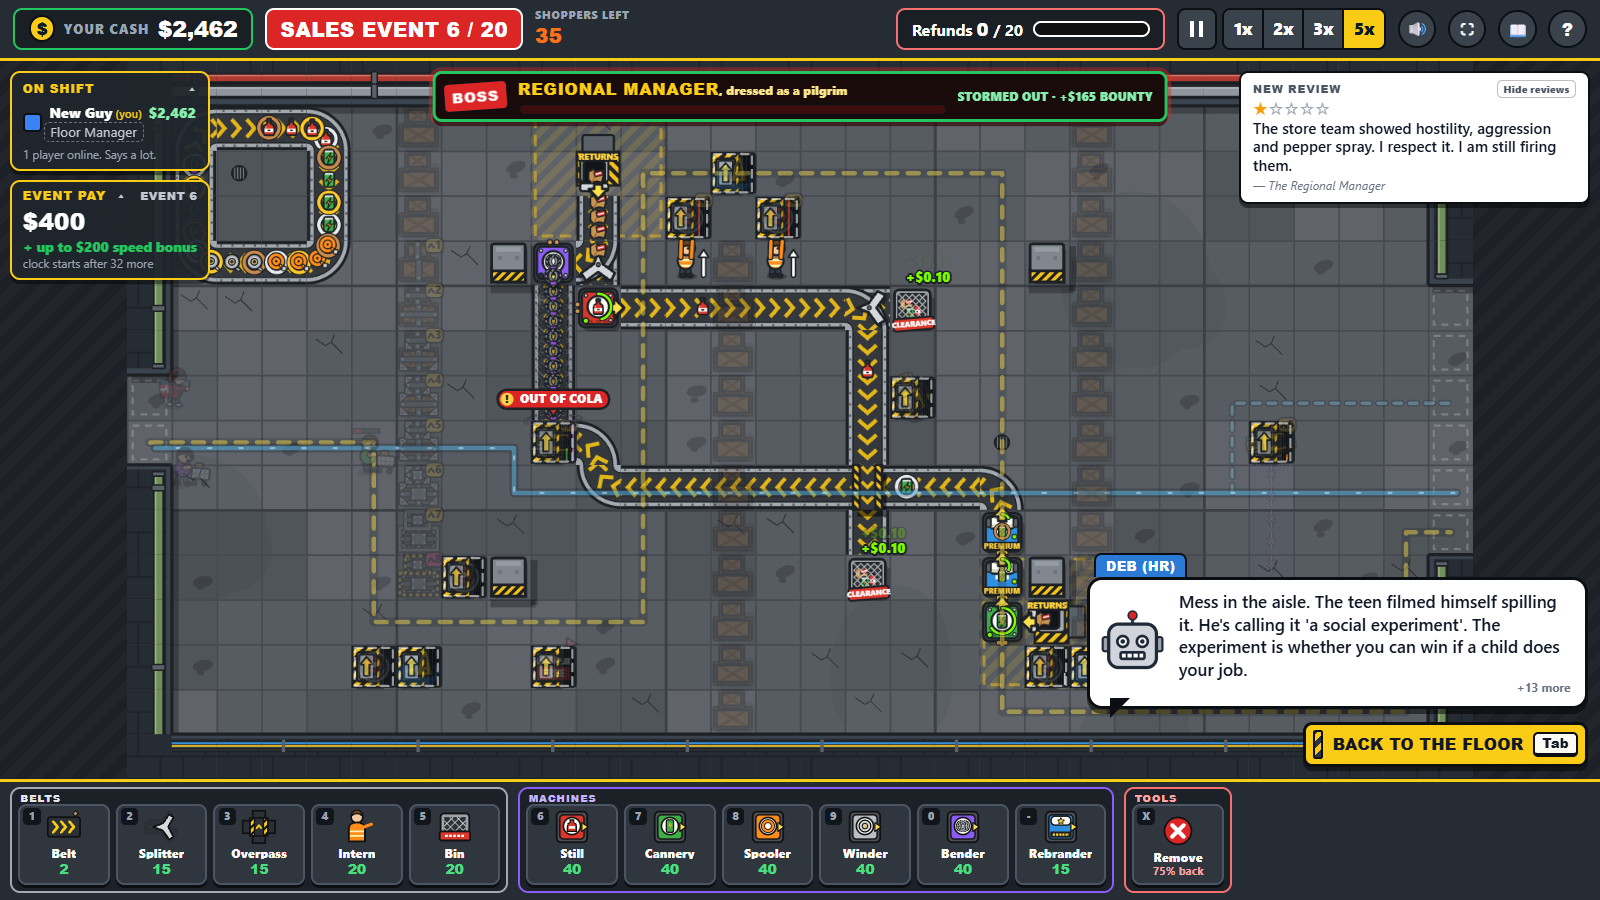 YOUR CASH $2,462
SALES EVENT 6 / 20
SHOPPERS LEFT
35
Refunds 0 / 20
1x
2x
3x
5x
?
ON SHIFT
New Guy (you) $2,462
Floor Manager
1 player online. Says a lot.
EVENT PAY
EVENT 6
$400
+ up to $200 speed bonus
clock starts after 32 more
BOSS
REGIONAL MANAGER, dressed as a pilgrim
STORMED OUT - +$165 BOUNTY
NEW REVIEW
Hide reviews
The store team showed hostility, aggression
and pepper spray. I respect it. I am still firing
them.
— The Regional Manager
RETURNS
+$0.10
CLEARANCE
! OUT OF COLA
+$0.10
CLEARANCE
PREMIUM
PREMIUM
RETURNS
DEB (HR)
Mess in the aisle. The teen filmed himself spilling
it. He's calling it 'a social experiment'. The
experiment is whether you can win if a child does
your job.
+13 more
BACK TO THE FLOOR Tab
BELTS
1
Belt
2
2
Splitter
15
3
Overpass
15
4
Intern
20
5
Bin
20
MACHINES
6
Still
40
7
Cannery
40
8
Spooler
40
9
Winder
40
0
Bender
40
-
Rebrander
15
TOOLS
X
Remove
75% back